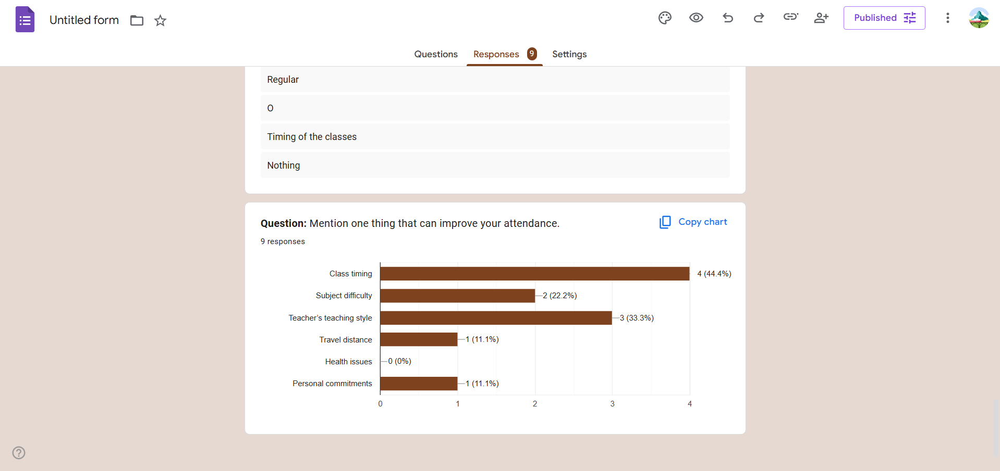 Untitled form
Published
Questions
Responses 9
Settings
Regular
O
Timing of the classes
Nothing
Question: Mention one thing that can improve your attendance.
Copy chart
9 responses
Class timing 4 (44.4%)
Subject difficulty 2 (22.2%)
Teacher’s teaching style 3 (33.3%)
Travel distance 1 (11.1%)
Health issues 0 (0%)
Personal commitments 1 (11.1%)
0 1 2 3 4